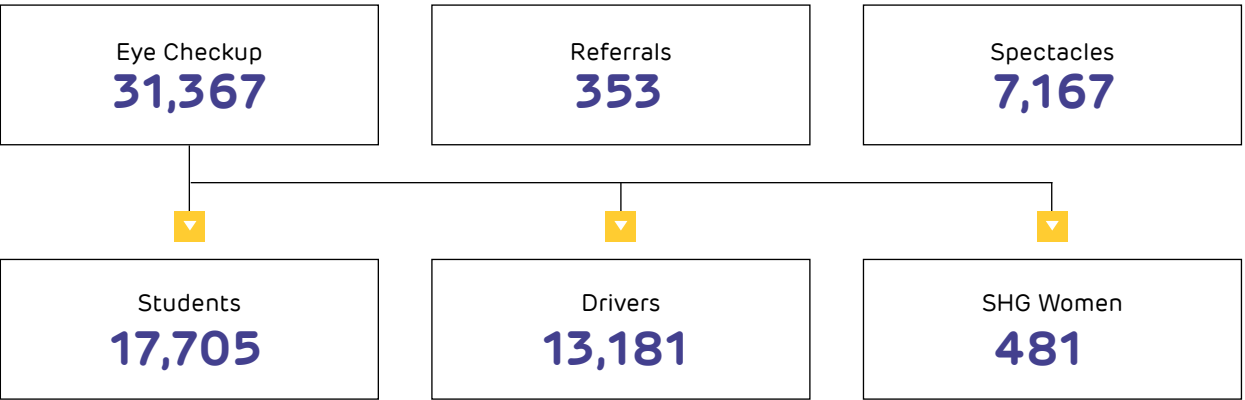 Eye Checkup
31,367
Referrals
353
Spectacles
7,167
Students
17,705
Drivers
13,181
SHG Women
481